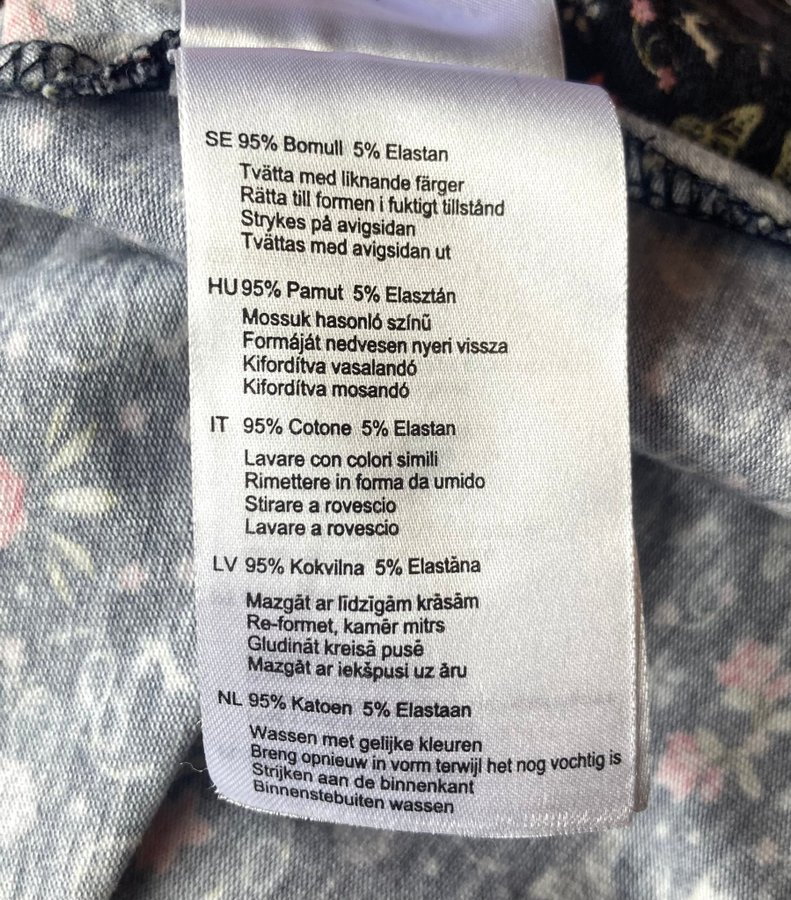 SE 95% Bomull 5% Elastan
Tvätta med liknande färger
Rätta till formen i fuktigt tillstånd
Strykes på avigsidan
Tvättas med avigsidan ut
HU 95% Pamut 5% Elasztán
Mossuk hasonló színű
Formáját nedvesen nyeri vissza
Kifordítva vasalandó
Kifordítva mosandó
IT 95% Cotone 5% Elastan
Lavare con colori simili
Rimettere in forma da umido
Stirare a rovescio
Lavare a rovescio
LV 95% Kokvilna 5% Elastāna
Mazgāt ar līdzīgām krāsām
Re-formet, kamēr mitrs
Gludināt kreisā pusē
Mazgāt ar iekšpusi uz āru
NL 95% Katoen 5% Elastaan
Wassen met gelijke kleuren
Breng opnieuw in vorm terwijl het nog vochtig is
Strijken aan de binnenkant
Binnenstebuiten wassen